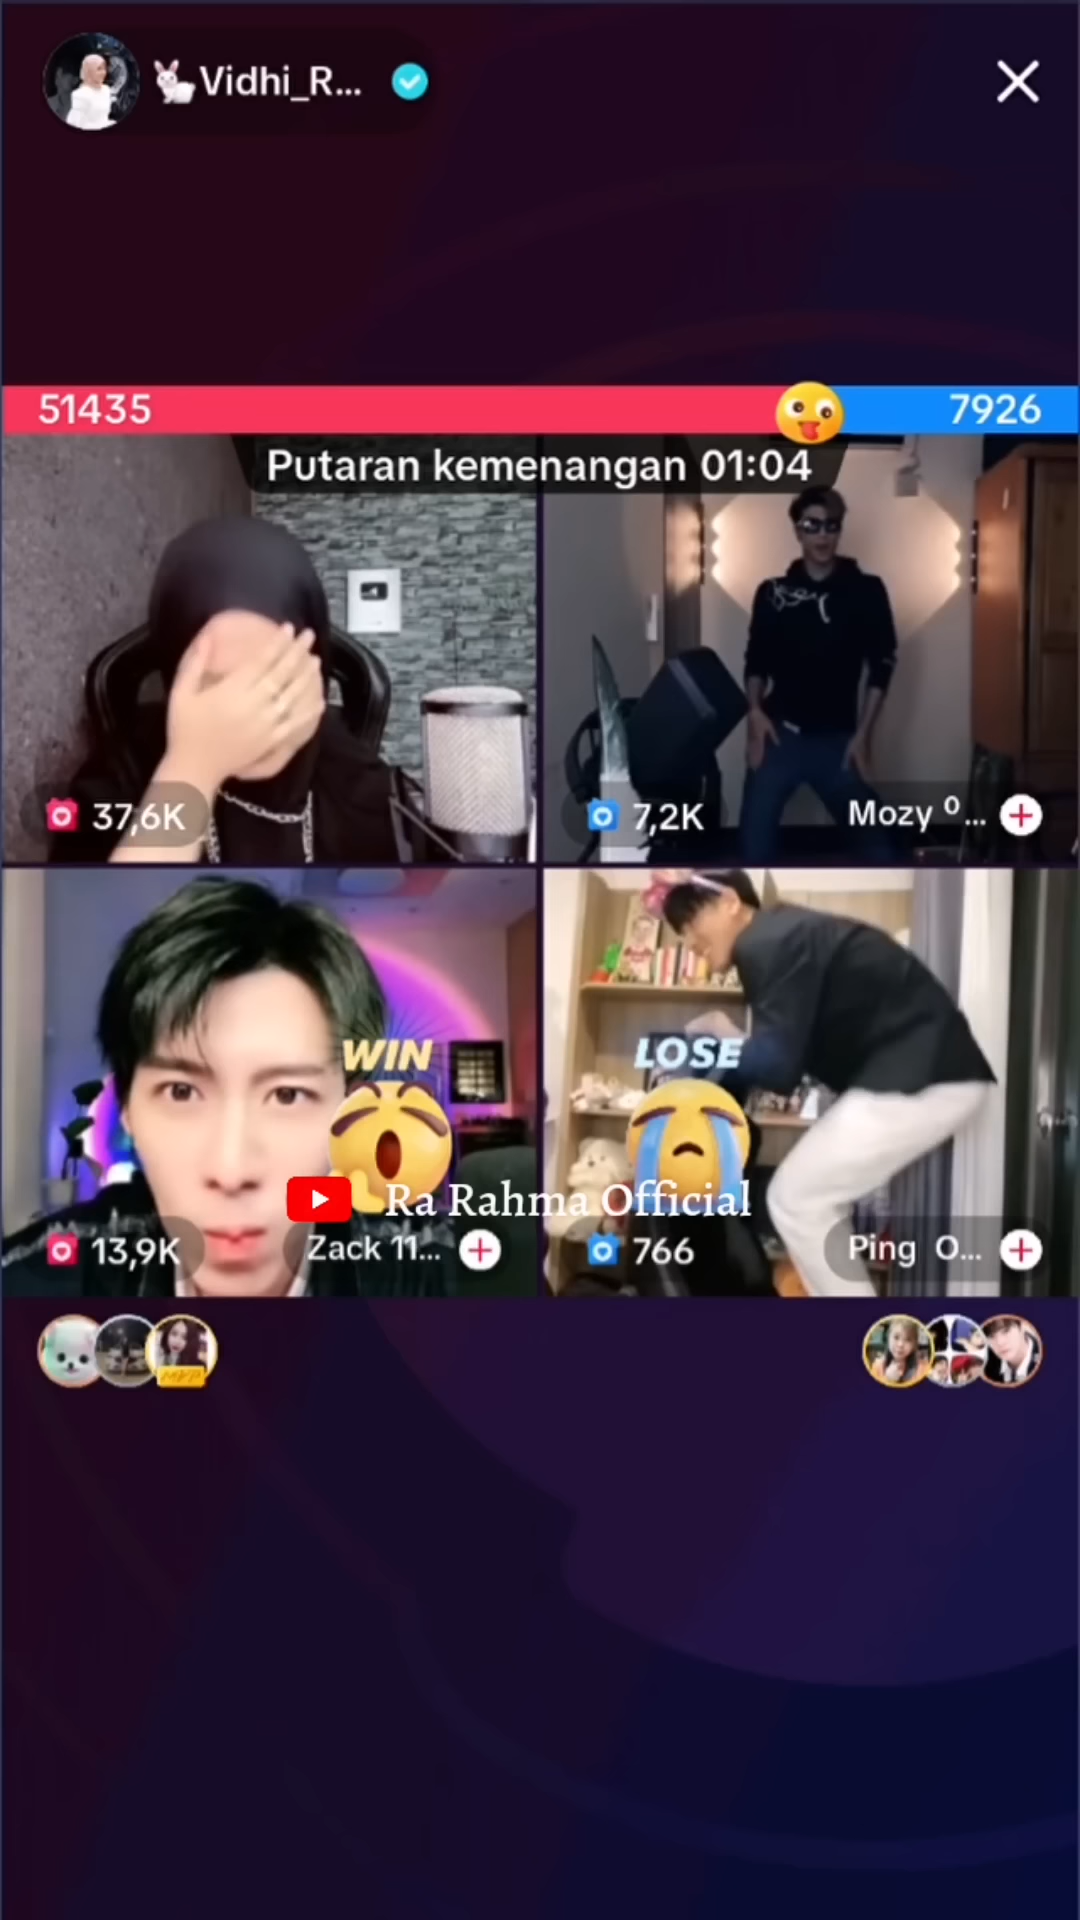 Vidhi_R...
51435
7926
Putaran kemenangan 01:04
37,6K
7,2K
Mozy ⁰...
WIN
LOSE
Ra Rahma Official
13,9K
Zack 11...
766
Ping O...